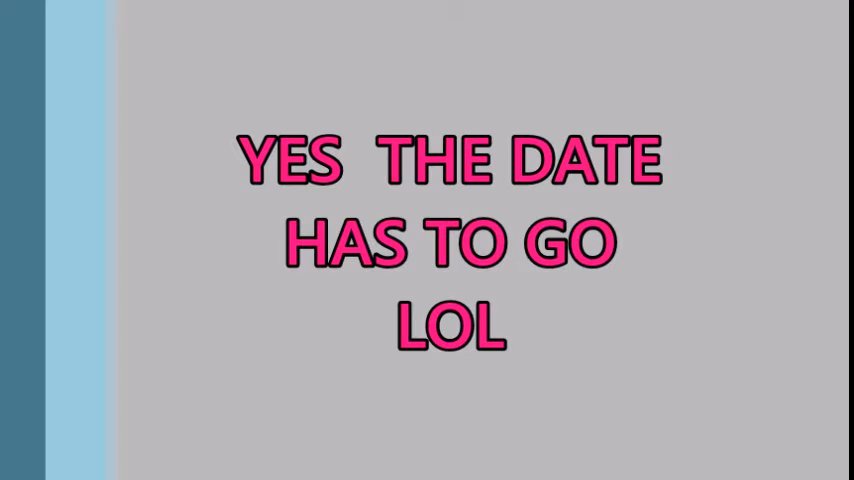 YES  THE DATE
HAS TO GO
LOL